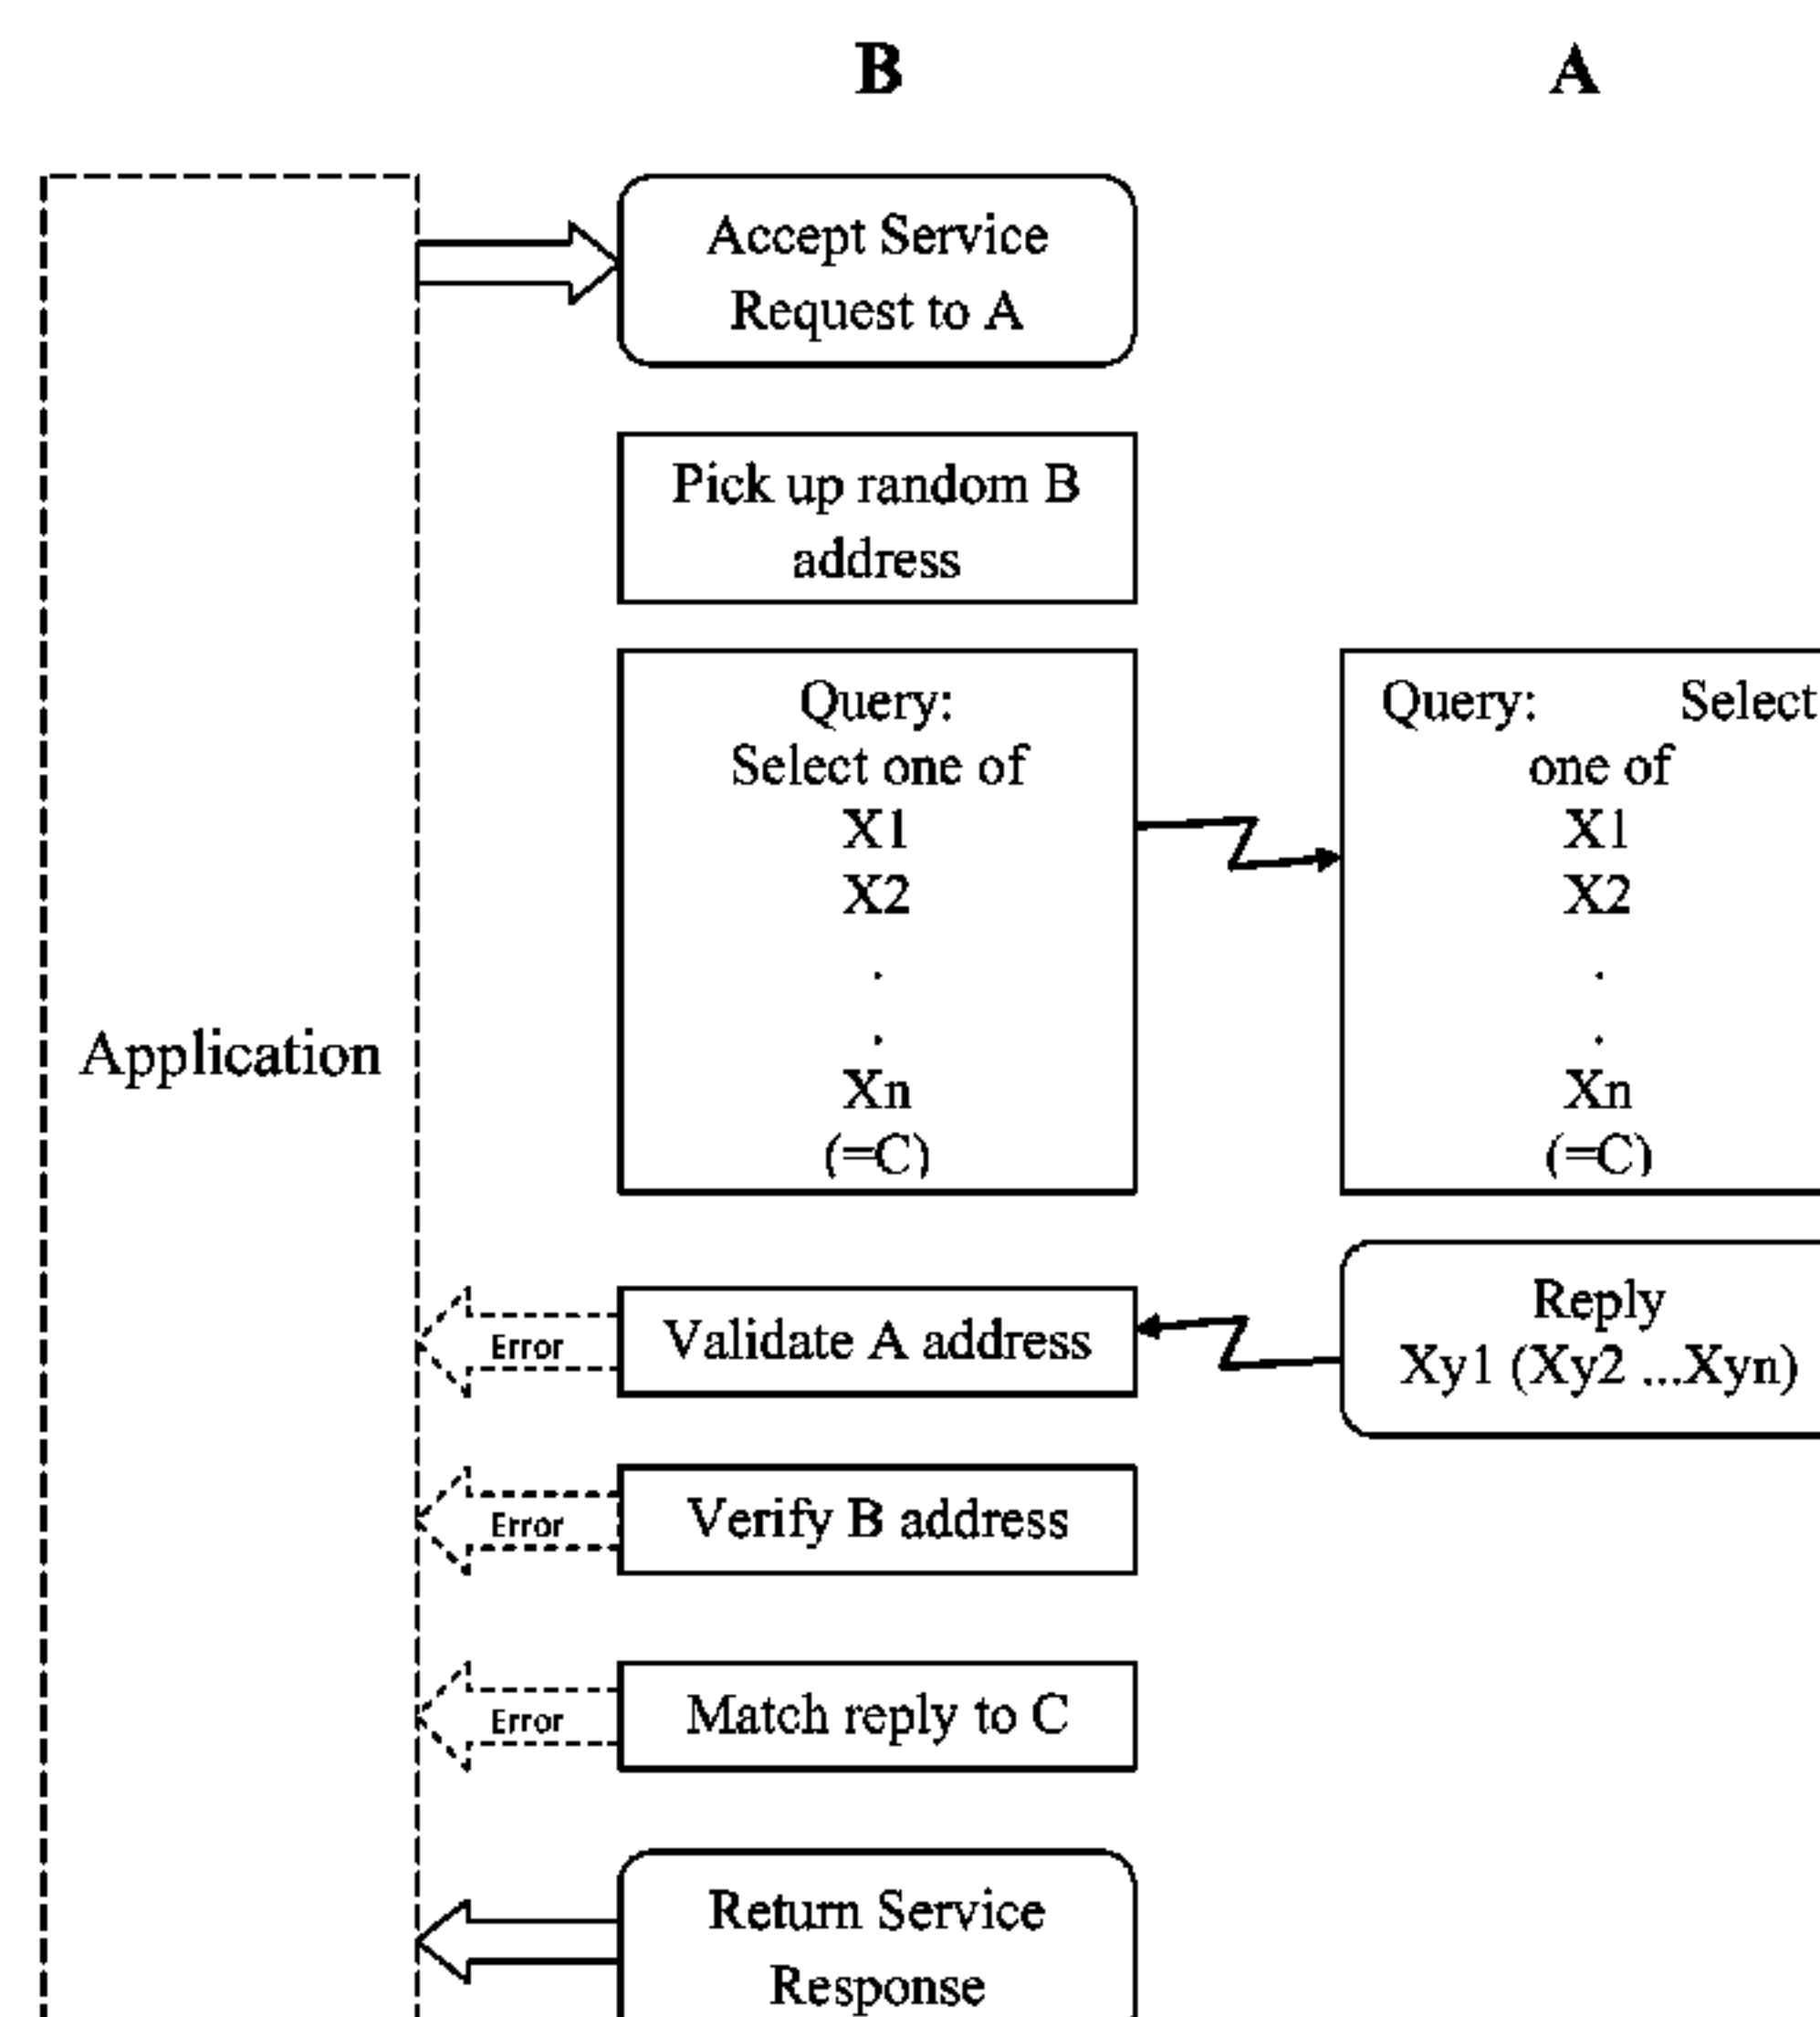 B
A
Accept Service
Request to A
Pick up random B
address
Query:
Select one of
X1
X2
.
.
Xn
(=C)
Query: Select
one of
X1
X2
.
.
Xn
(=C)
Application
Reply
Xy1 (Xy2 ...Xyn)
Error
Validate A address
Error
Verify B address
Error
Match reply to C
Return Service
Response